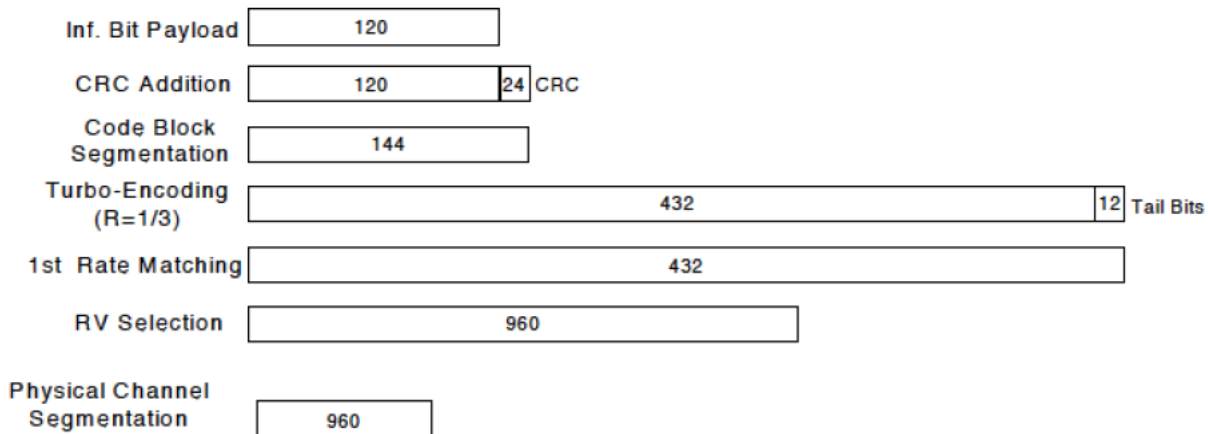 Inf. Bit Payload 120
CRC Addition 120 24 CRC
Code Block
Segmentation 144
Turbo-Encoding
(R=1/3) 432 12 Tail Bits
1st Rate Matching 432
RV Selection 960
Physical Channel
Segmentation 960